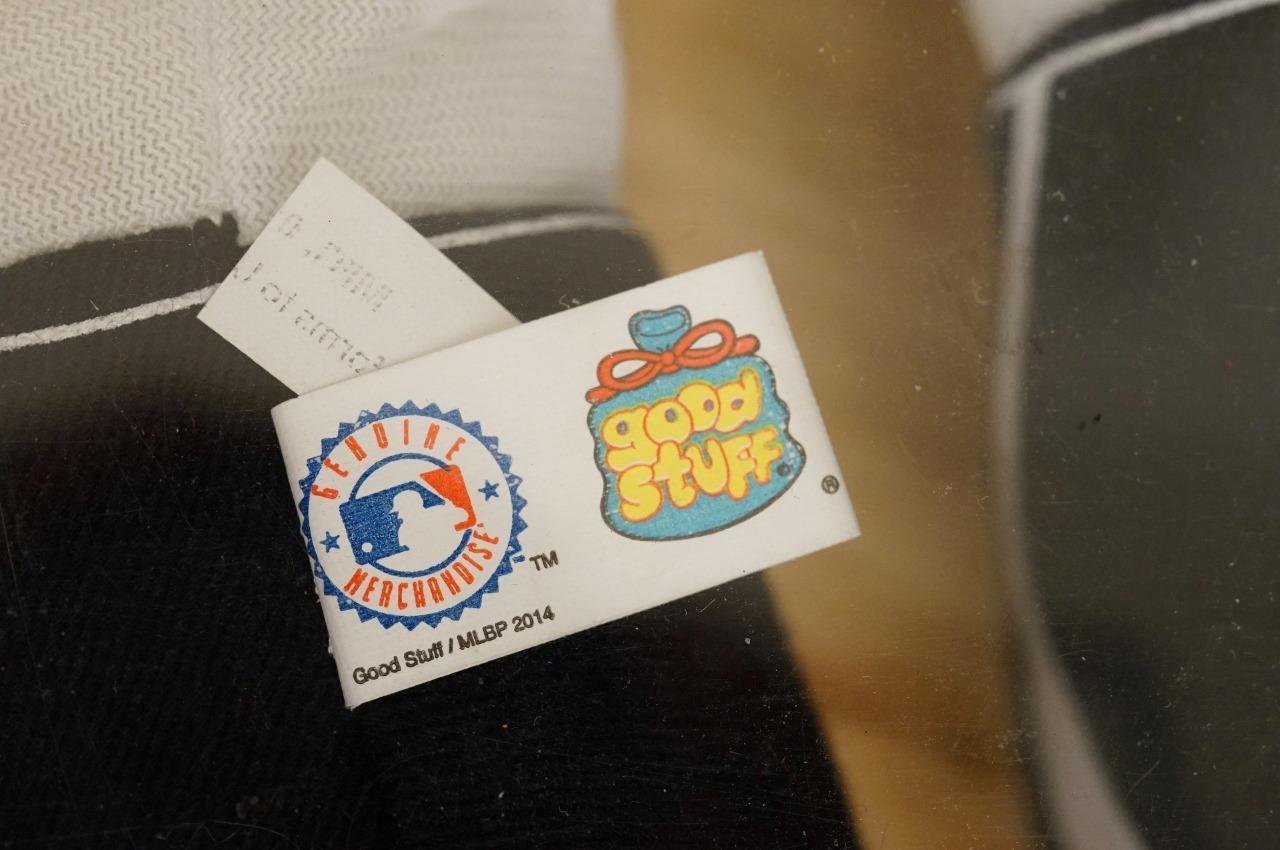 GENUINE
MERCHANDISE
TM
Good Stuff / MLBP 2014
good
stuff
®